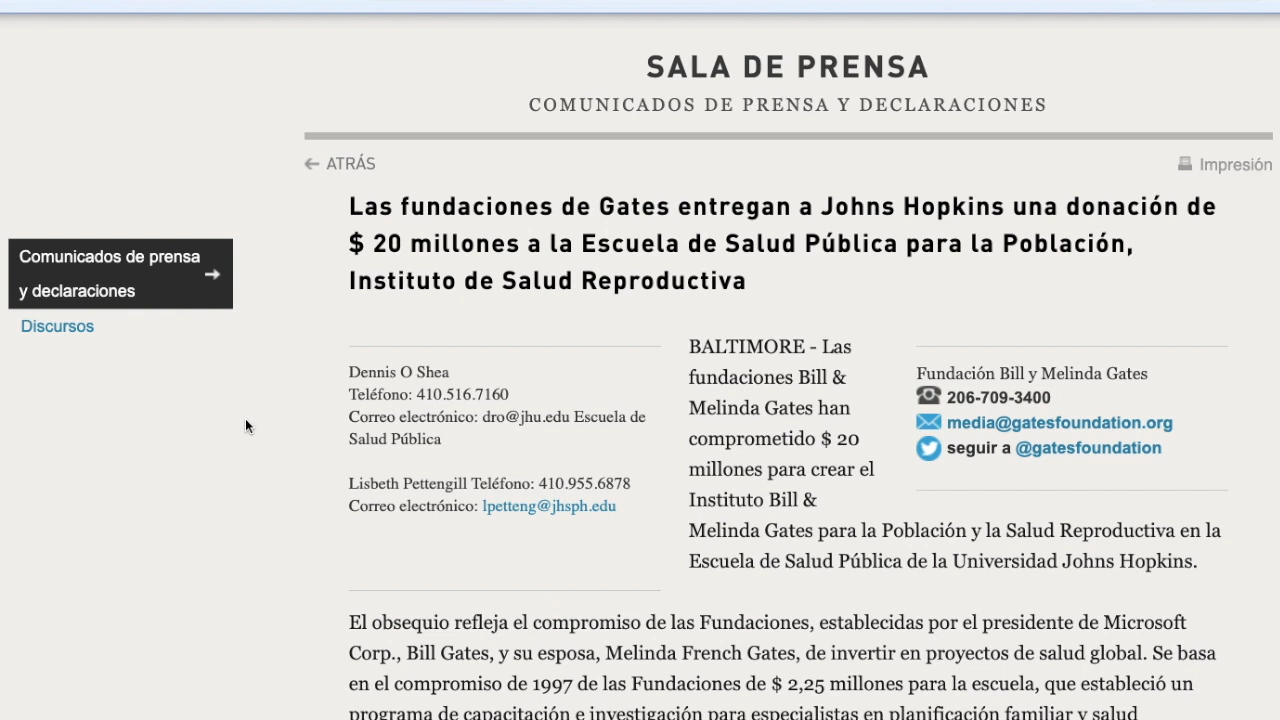 SALA DE PRENSA
COMUNICADOS DE PRENSA Y DECLARACIONES
← ATRÁS
Impresión
Las fundaciones de Gates entregan a Johns Hopkins una donación de
$ 20 millones a la Escuela de Salud Pública para la Población,
Instituto de Salud Reproductiva
Comunicados de prensa
y declaraciones
Discursos
Dennis O Shea
Teléfono: 410.516.7160
Correo electrónico: dro@jhu.edu Escuela de
Salud Pública
Lisbeth Pettengill Teléfono: 410.955.6878
Correo electrónico: lpetteng@jhsph.edu
BALTIMORE - Las
fundaciones Bill &
Melinda Gates han
comprometido $ 20
millones para crear el
Instituto Bill &
Melinda Gates para la Población y la Salud Reproductiva en la
Escuela de Salud Pública de la Universidad Johns Hopkins.
Fundación Bill y Melinda Gates
206-709-3400
media@gatesfoundation.org
seguir a @gatesfoundation
El obsequio refleja el compromiso de las Fundaciones, establecidas por el presidente de Microsoft
Corp., Bill Gates, y su esposa, Melinda French Gates, de invertir en proyectos de salud global. Se basa
en el compromiso de 1997 de las Fundaciones de $ 2,25 millones para la escuela, que estableció un
programa de capacitación e investigación para especialistas en planificación familiar y salud